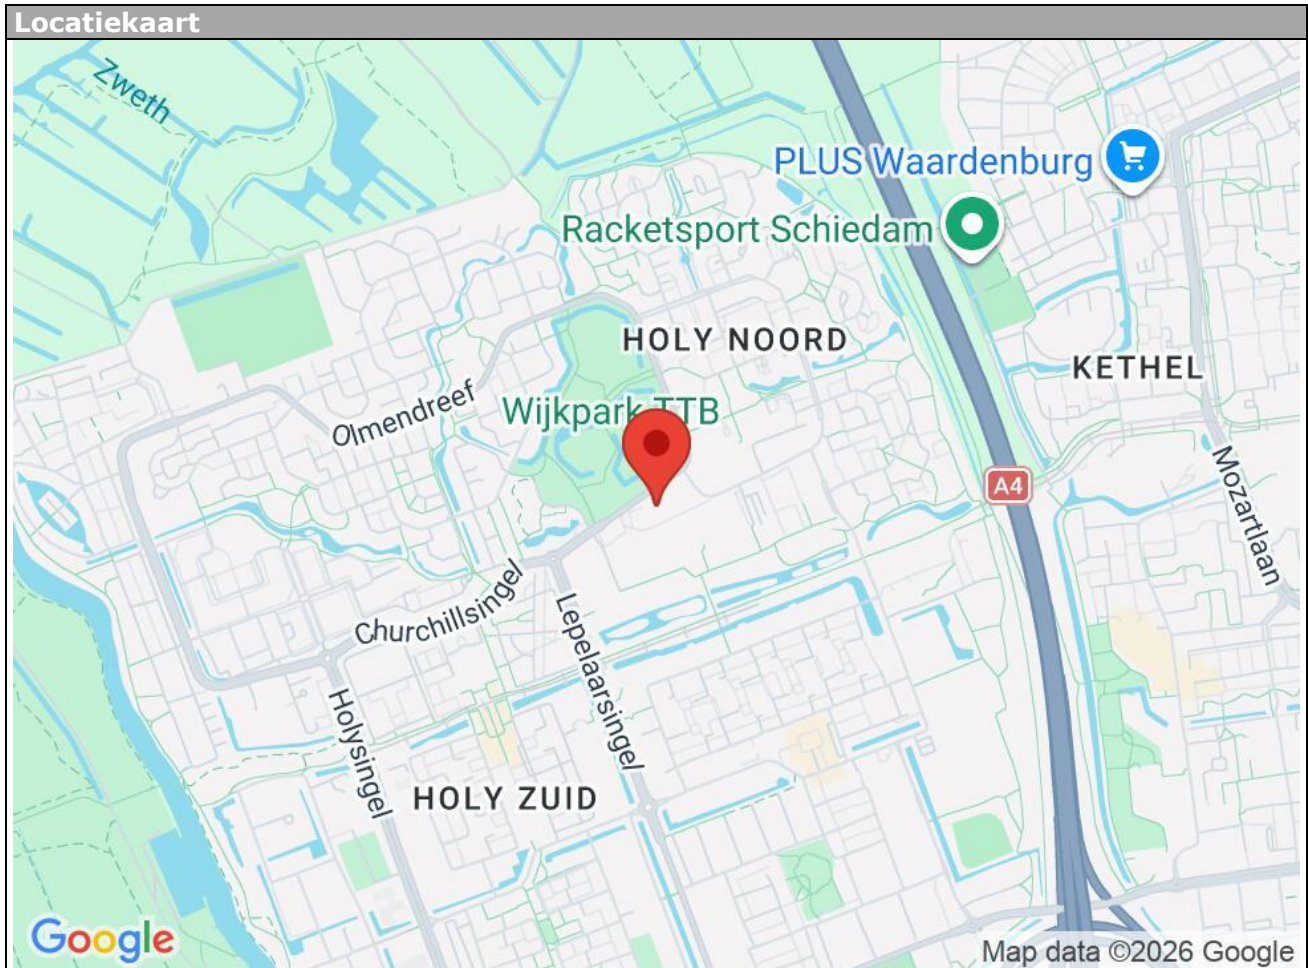 Locatiekaart
Zweth
PLUS Waardenburg
Racketsport Schiedam
HOLY NOORD
KETHEL
Olmendreef
Wijkpark TTB
A4
Mozartlaan
Churchillsingel
Lepelaarsingel
Holysingel
HOLY ZUID
Google
Map data ©2026 Google